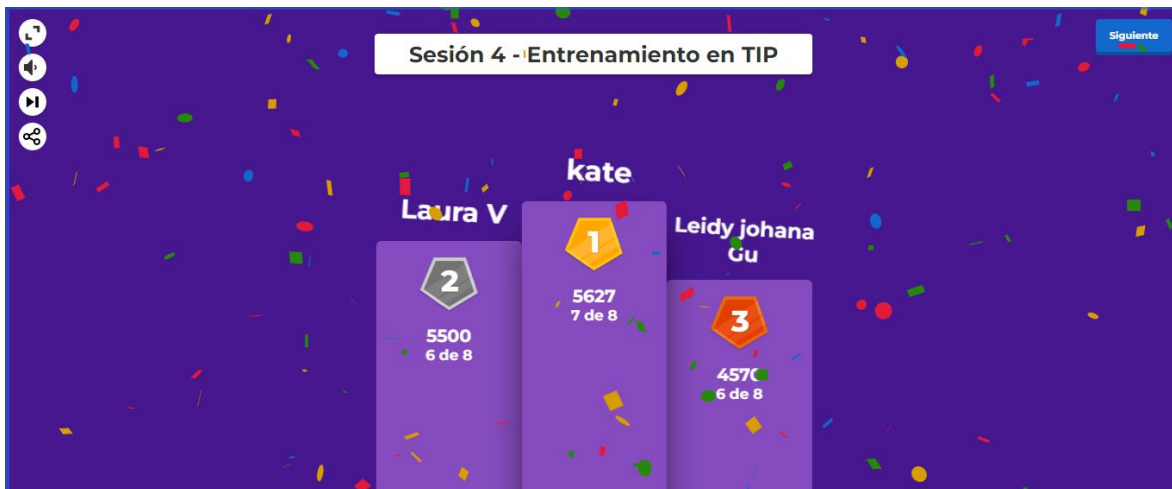 Siguiente
Sesión 4 - Entrenamiento en TIP
kate
1
5627
7 de 8
Laura V
2
5500
6 de 8
Leidy johana
Gu
3
4570
6 de 8